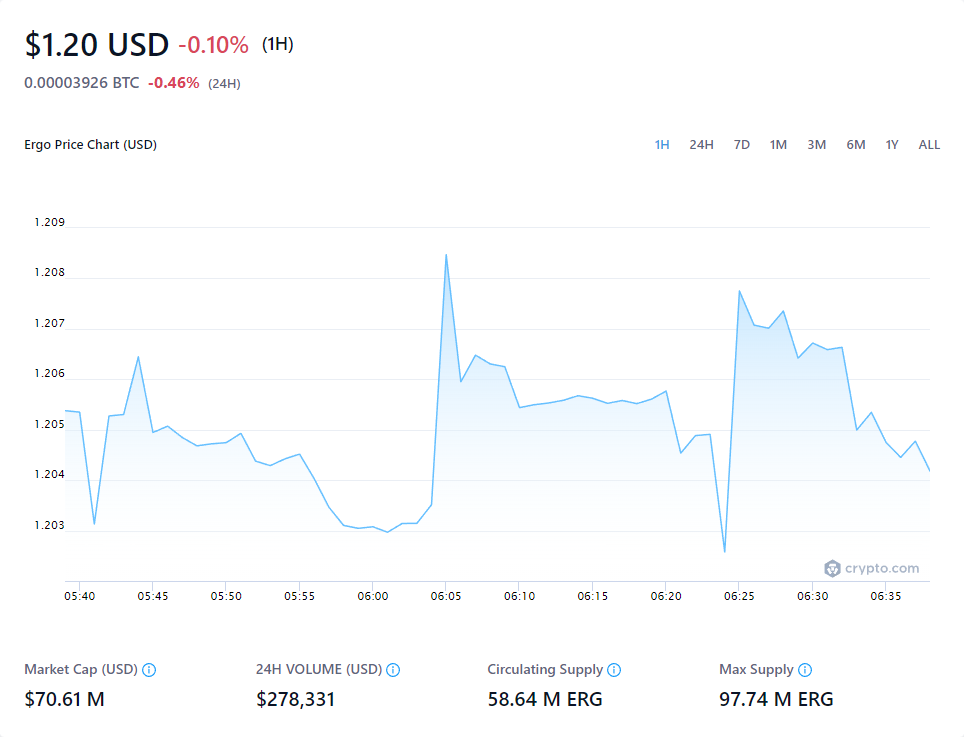 $1.20 USD -0.10% (1H)
0.00003926 BTC -0.46% (24H)
Ergo Price Chart (USD) 1H 24H 7D 1M 3M 6M 1Y ALL
1.209
1.208
1.207
1.206
1.205
1.204
1.203
crypto.com
05:40 05:45 05:50 05:55 06:00 06:05 06:10 06:15 06:20 06:25 06:30 06:35
Market Cap (USD) 24H VOLUME (USD) Circulating Supply Max Supply
$70.61 M $278,331 58.64 M ERG 97.74 M ERG